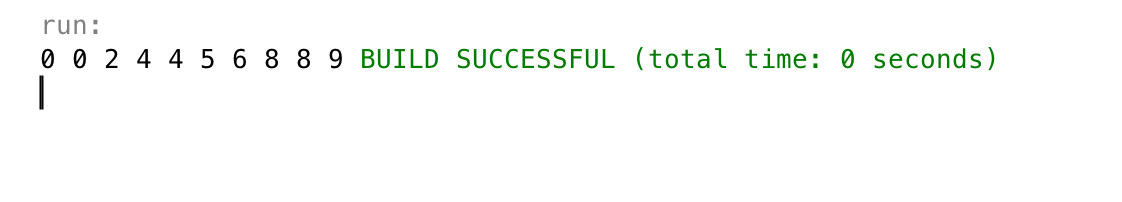 run:
0 0 2 4 4 5 6 8 8 9 BUILD SUCCESSFUL (total time: 0 seconds)